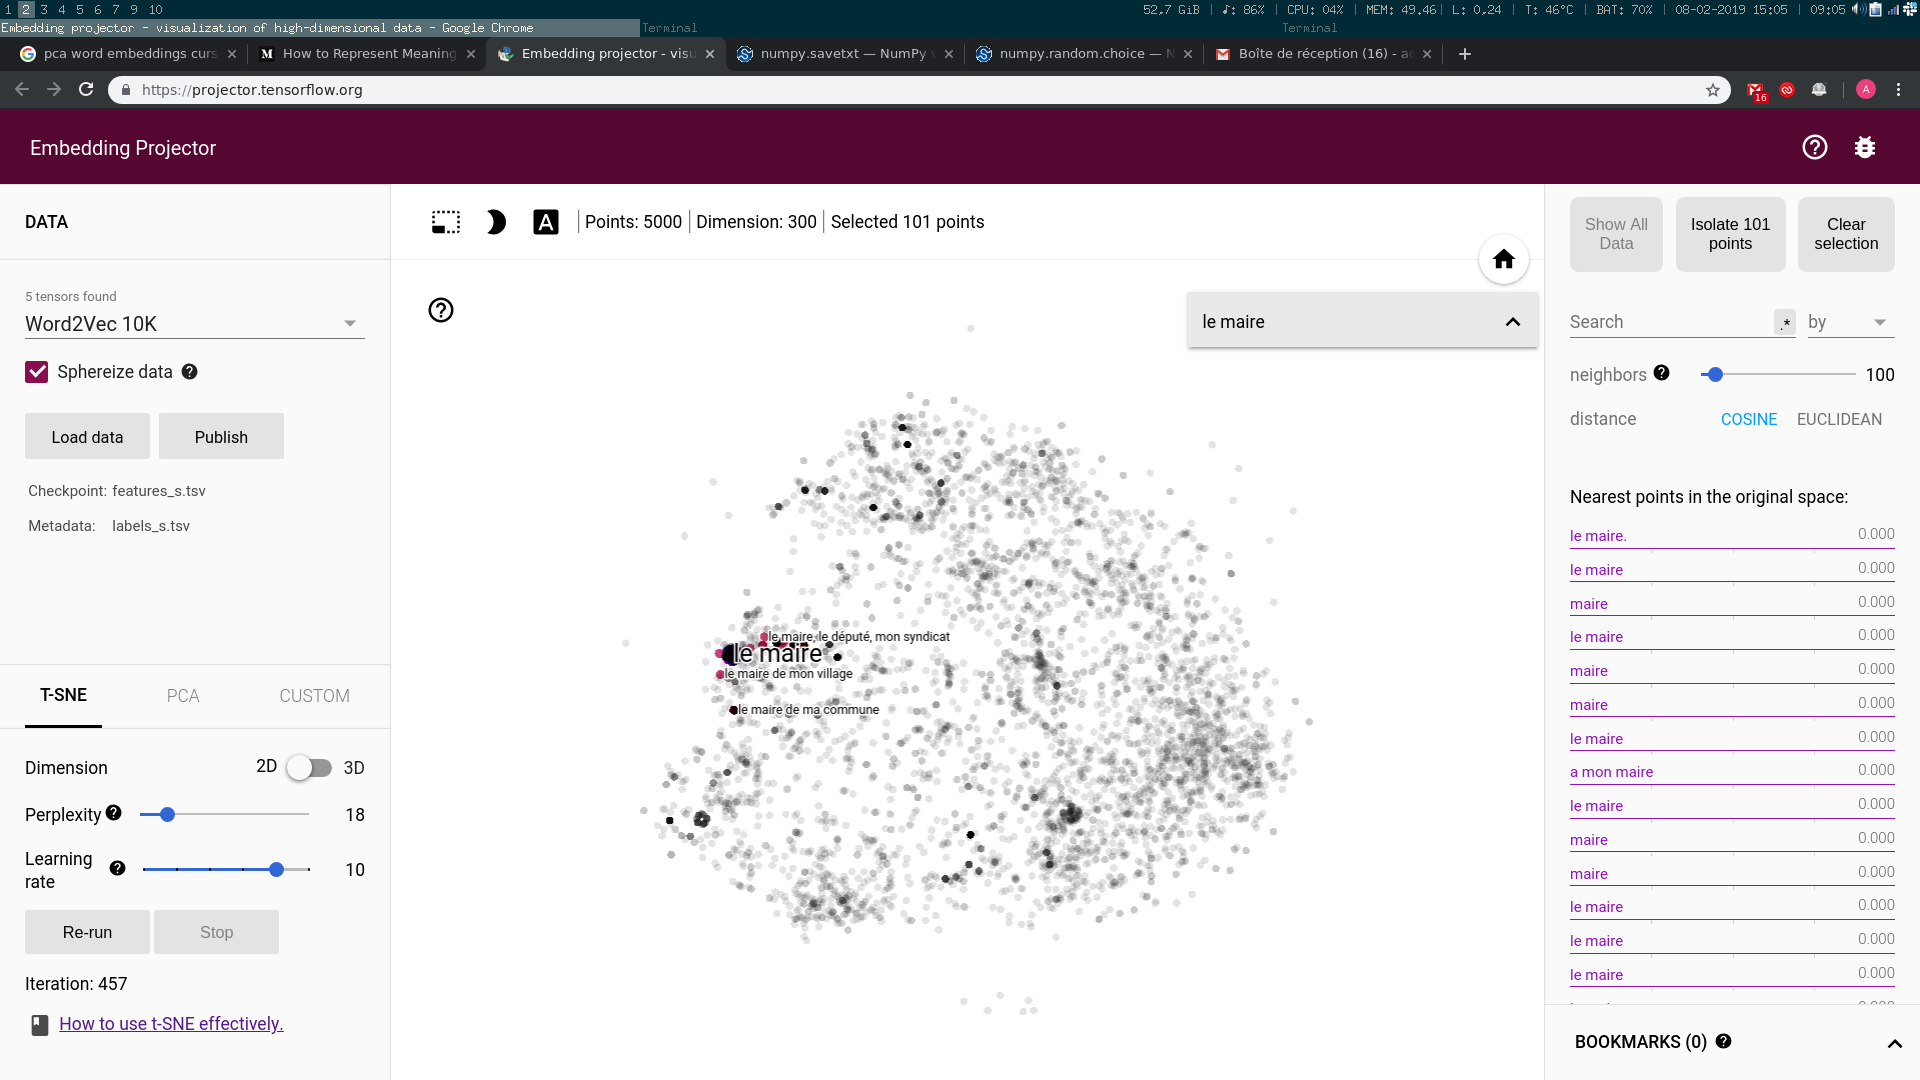 1 2 3 4 5 6 7 8 9 10
52,7 GiB | ♪: 86% | CPU: 04% | MEM: 49.46 | L: 0,24 | T: 46°C | BAT: 70% | 08-02-2019 15:05 | 09:05
Embedding projector - visualization of high-dimensional data - Google Chrome
Terminal
Terminal
pca word embeddings curs
How to Represent Meaning
Embedding projector - visu
numpy.savetxt — NumPy v
numpy.random.choice — N
Boîte de réception (16) - ac
https://projector.tensorflow.org
16
A
Embedding Projector
DATA
5 tensors found
Word2Vec 10K
Sphereize data
Load data
Publish
Checkpoint: features_s.tsv
Metadata: labels_s.tsv
T-SNE
PCA
CUSTOM
Dimension 2D 3D
Perplexity 18
Learning
rate 10
Re-run
Stop
Iteration: 457
How to use t-SNE effectively.
A
Points: 5000 | Dimension: 300 | Selected 101 points
le maire
le maire, le député, mon syndicat
le maire
le maire de mon village
le maire de ma commune
Show All
Data
Isolate 101
points
Clear
selection
Search .* by
neighbors 100
distance COSINE EUCLIDEAN
Nearest points in the original space:
le maire. 0.000
le maire 0.000
maire 0.000
le maire 0.000
maire 0.000
maire 0.000
le maire 0.000
a mon maire 0.000
le maire 0.000
maire 0.000
maire 0.000
le maire 0.000
le maire 0.000
le maire 0.000
BOOKMARKS (0)